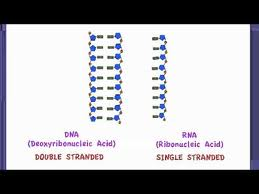 DNA
(Deoxyribonucleic Acid)
DOUBLE STRANDED
RNA
(Ribonucleic Acid)
SINGLE STRANDED